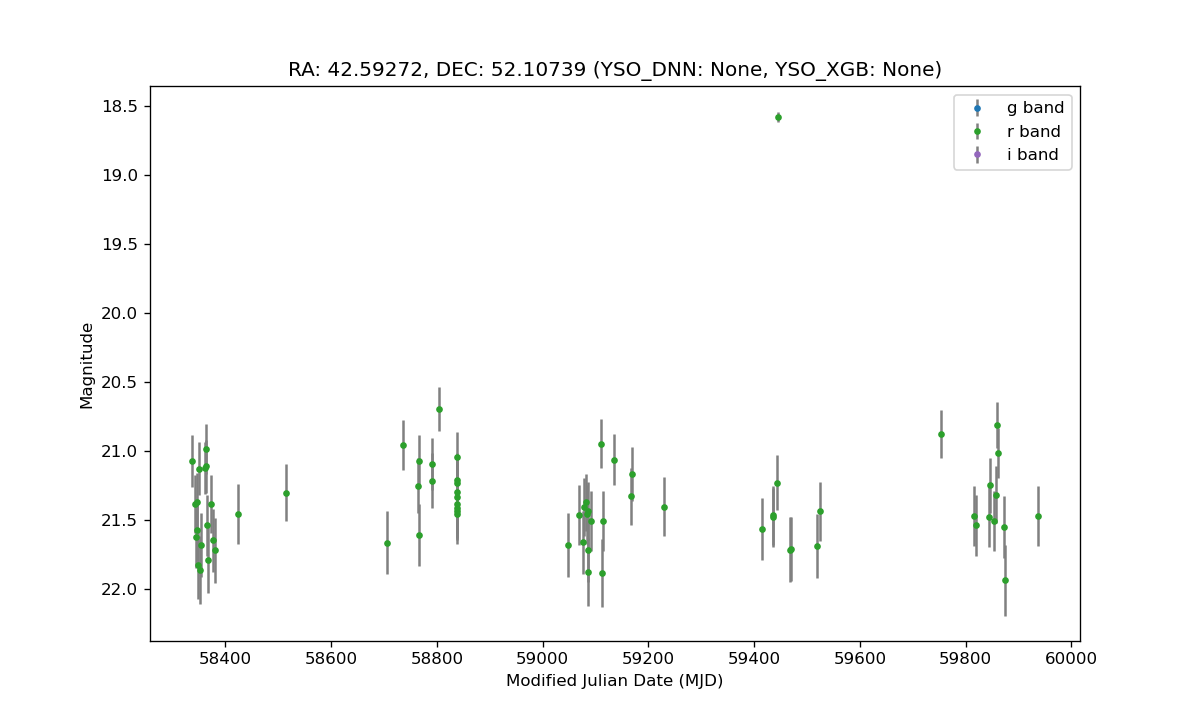 RA: 42.59272, DEC: 52.10739 (YSO_DNN: None, YSO_XGB: None)
g band
r band
i band
18.5
19.0
19.5
20.0
20.5
21.0
21.5
22.0
Magnitude
58400 58600 58800 59000 59200 59400 59600 59800 60000
Modified Julian Date (MJD)